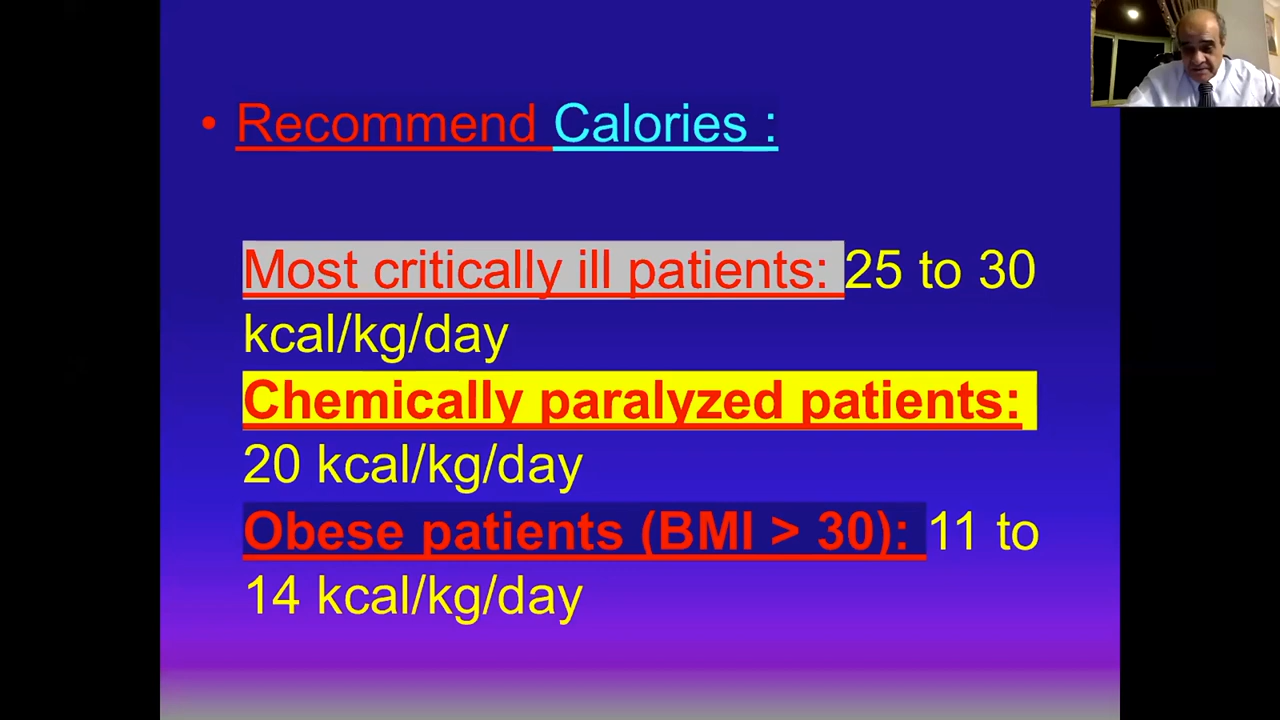 • Recommend Calories :
Most critically ill patients: 25 to 30
kcal/kg/day
Chemically paralyzed patients:
20 kcal/kg/day
Obese patients (BMI > 30): 11 to
14 kcal/kg/day